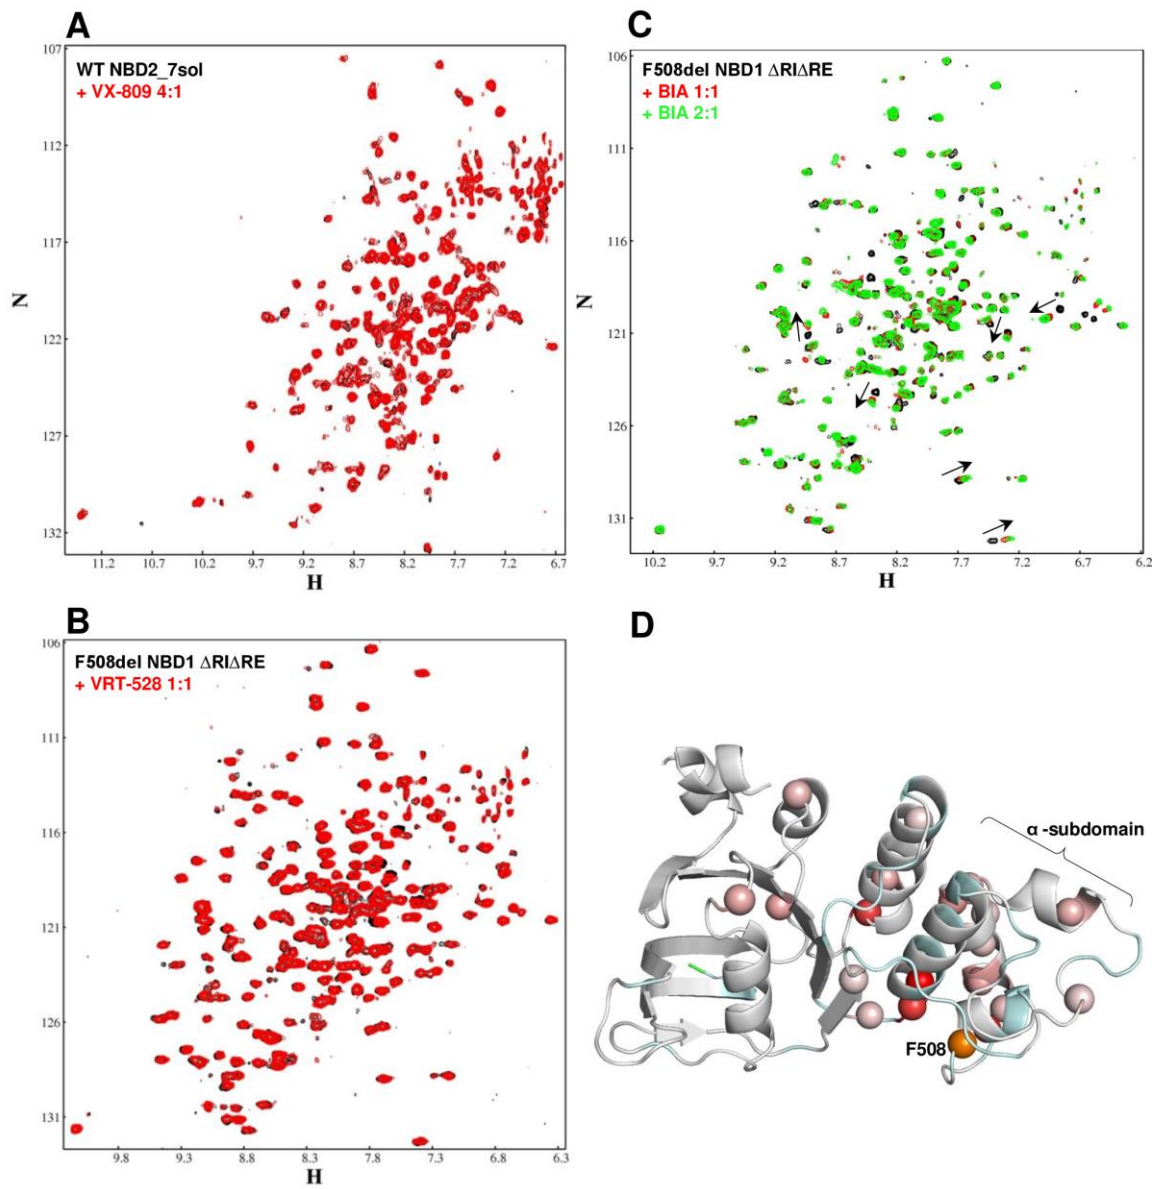 A
WT NBD2_7sol
+ VX-809 4:1
107
112
117
122
127
132
N
11.2 10.7 10.2 9.7 9.2 8.7 8.2 7.7 7.2 6.7
H
C
F508del NBD1 ΔRIΔRE
+ BIA 1:1
+ BIA 2:1
106
111
116
121
126
131
N
10.2 9.7 9.2 8.7 8.2 7.7 7.2 6.7 6.2
H
B
F508del NBD1 ΔRIΔRE
+ VRT-528 1:1
106
111
116
121
126
131
9.8 9.3 8.8 8.3 7.8 7.3 6.8 6.3
H
D
α -subdomain
F508